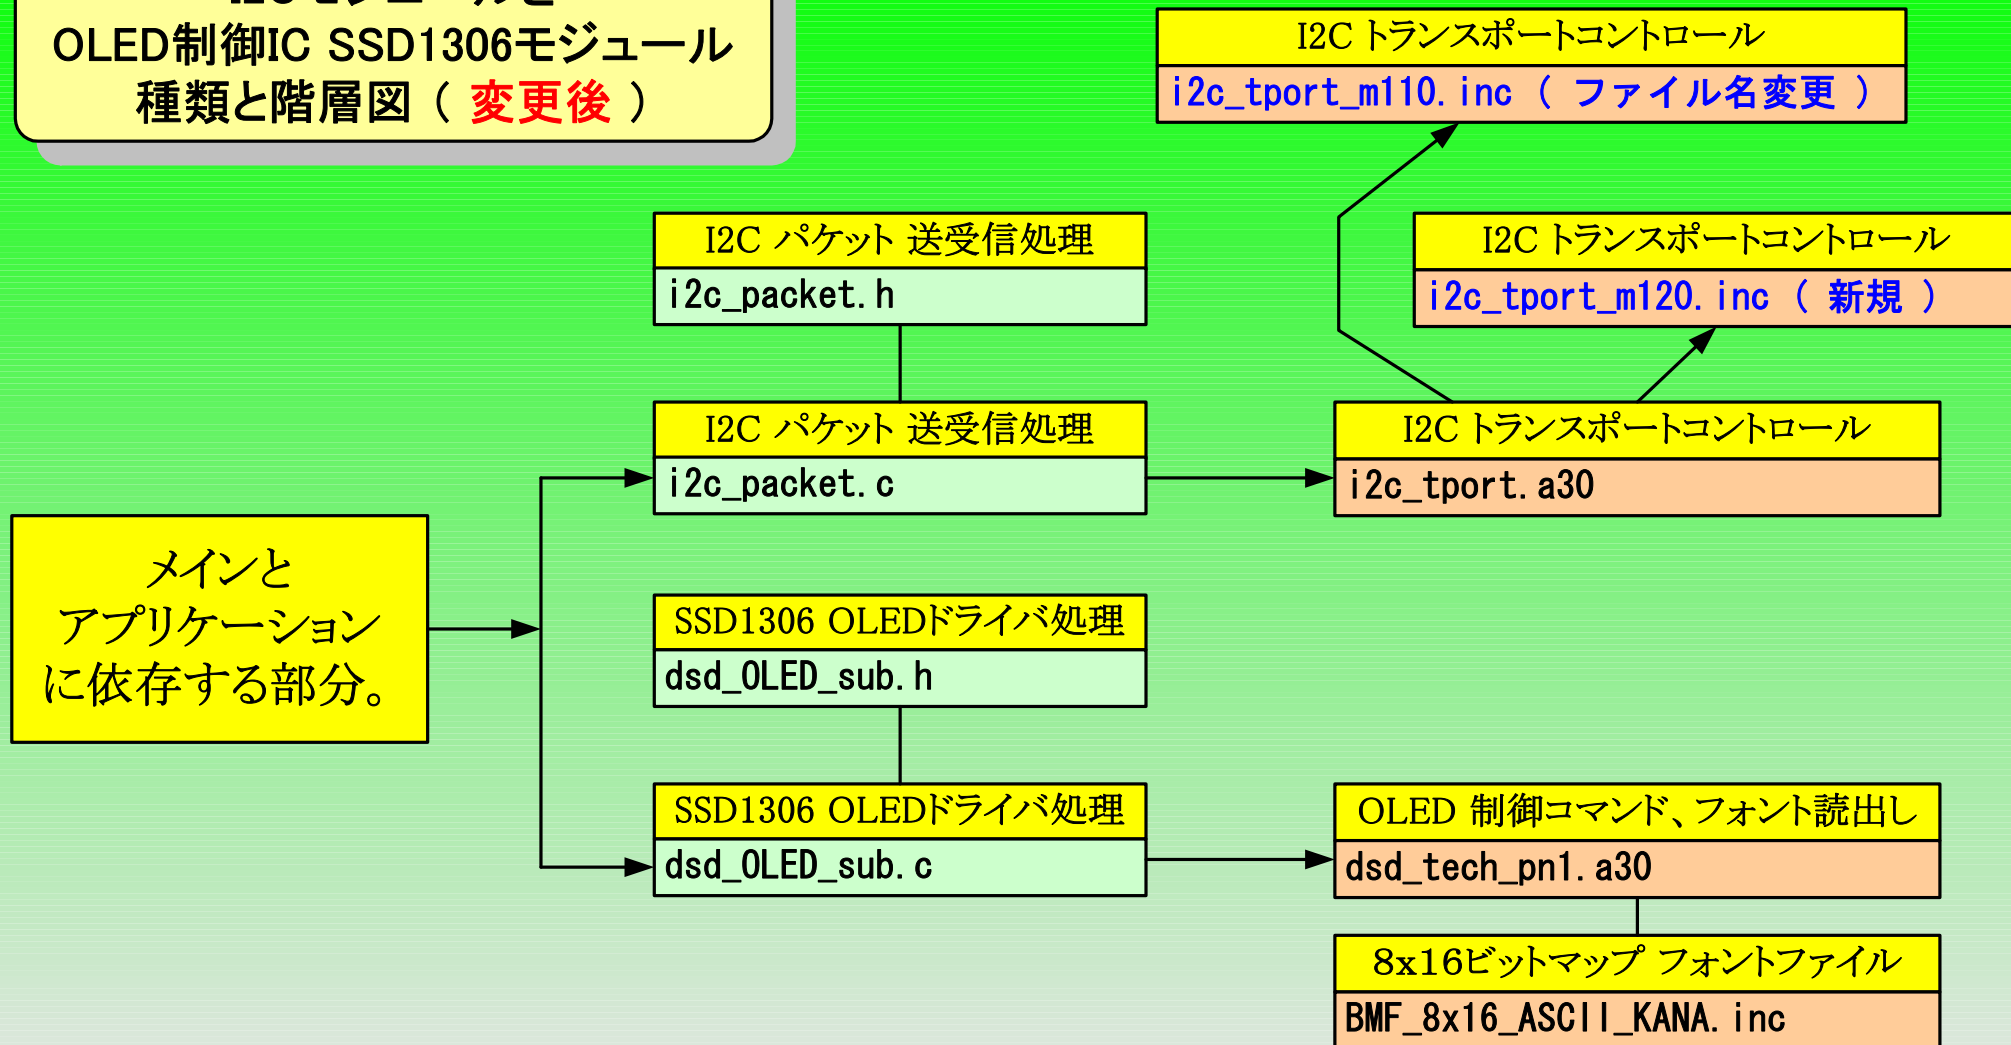 I2Cモジュールと
OLED制御IC SSD1306モジュール
種類と階層図（ 変更後 ）
I2C トランスポートコントロール
i2c_tport_m110.inc ( ファイル名変更 )
I2C パケット 送受信処理
i2c_packet.h
I2C トランスポートコントロール
i2c_tport_m120.inc ( 新規 )
I2C パケット 送受信処理
i2c_packet.c
I2C トランスポートコントロール
i2c_tport.a30
メインと
アプリケーション
に依存する部分。
SSD1306 OLEDドライバ処理
dsd_OLED_sub.h
SSD1306 OLEDドライバ処理
dsd_OLED_sub.c
OLED 制御コマンド、フォント読出し
dsd_tech_pn1.a30
8x16ビットマップ フォントファイル
BMF_8x16_ASCII_KANA.inc